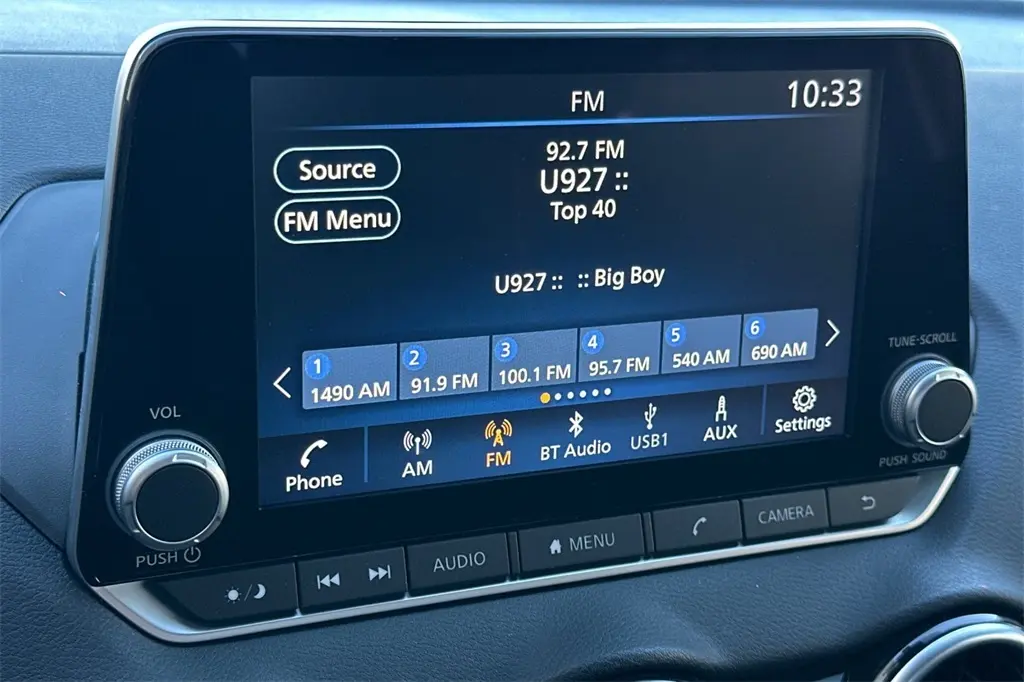 FM
10:33
Source
FM Menu
92.7 FM
U927 ::
Top 40
U927 :: :: Big Boy
1 1490 AM
2 91.9 FM
3 100.1 FM
4 95.7 FM
5 540 AM
6 690 AM
Phone
AM
FM
BT Audio
USB1
AUX
Settings
VOL
PUSH
TUNE·SCROLL
PUSH SOUND
AUDIO
MENU
CAMERA